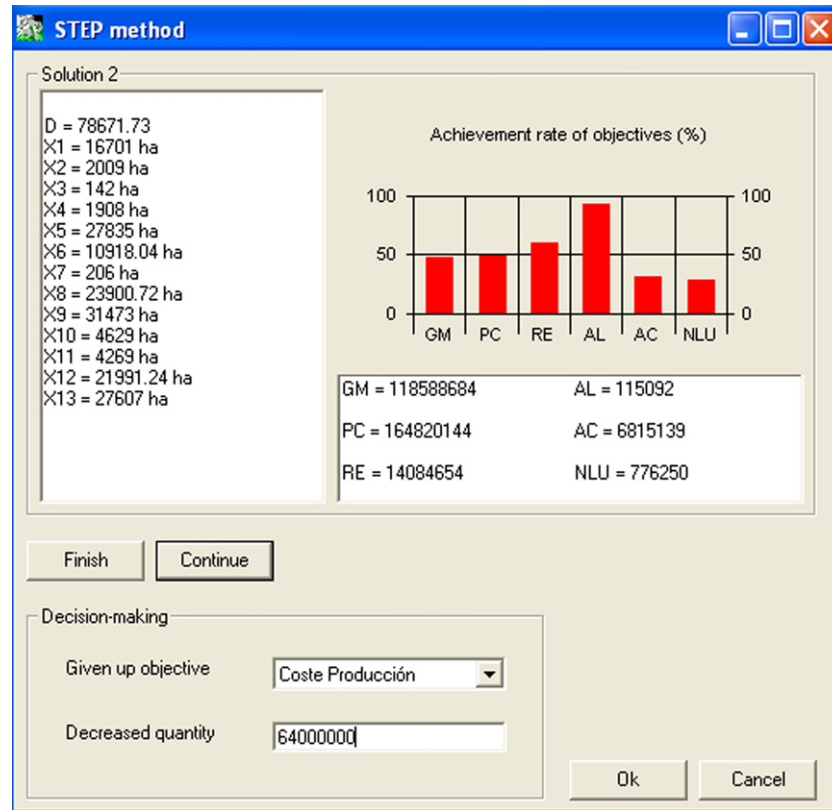 STEP method
Solution 2
D = 78671.73
X1 = 16701 ha
X2 = 2009 ha
X3 = 142 ha
X4 = 1908 ha
X5 = 27835 ha
X6 = 10918.04 ha
X7 = 206 ha
X8 = 23900.72 ha
X9 = 31473 ha
X10 = 4629 ha
X11 = 4269 ha
X12 = 21991.24 ha
X13 = 27607 ha
Achievement rate of objectives (%)
100 100
50 50
0 0
GM PC RE AL AC NLU
GM = 118588684 AL = 115092
PC = 164820144 AC = 6815139
RE = 14084654 NLU = 776250
Finish Continue
Decision-making
Given up objective Coste Producción
Decreased quantity 64000000
Ok Cancel